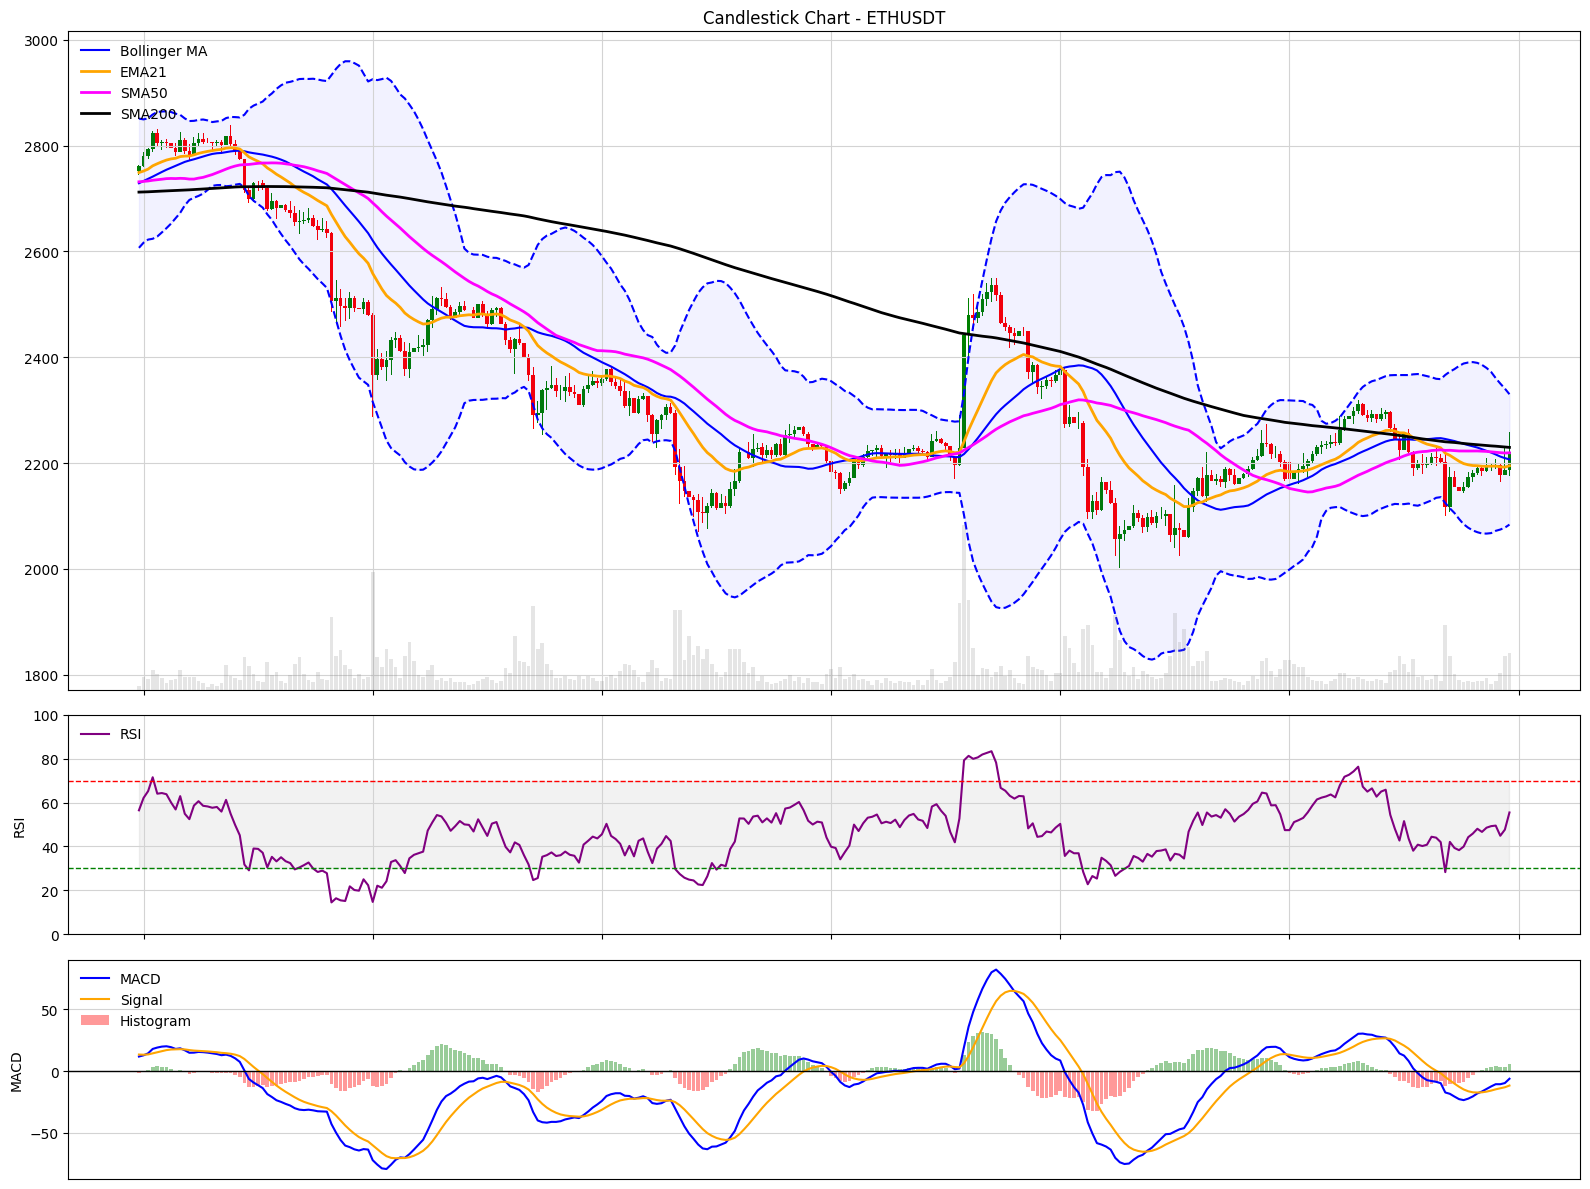 Candlestick Chart - ETHUSDT
3000
2800
2600
2400
2200
2000
1800
Bollinger MA
EMA21
SMA50
SMA200
100
80
60
40
20
0
RSI
RSI
50
0
−50
MACD
MACD
Signal
Histogram